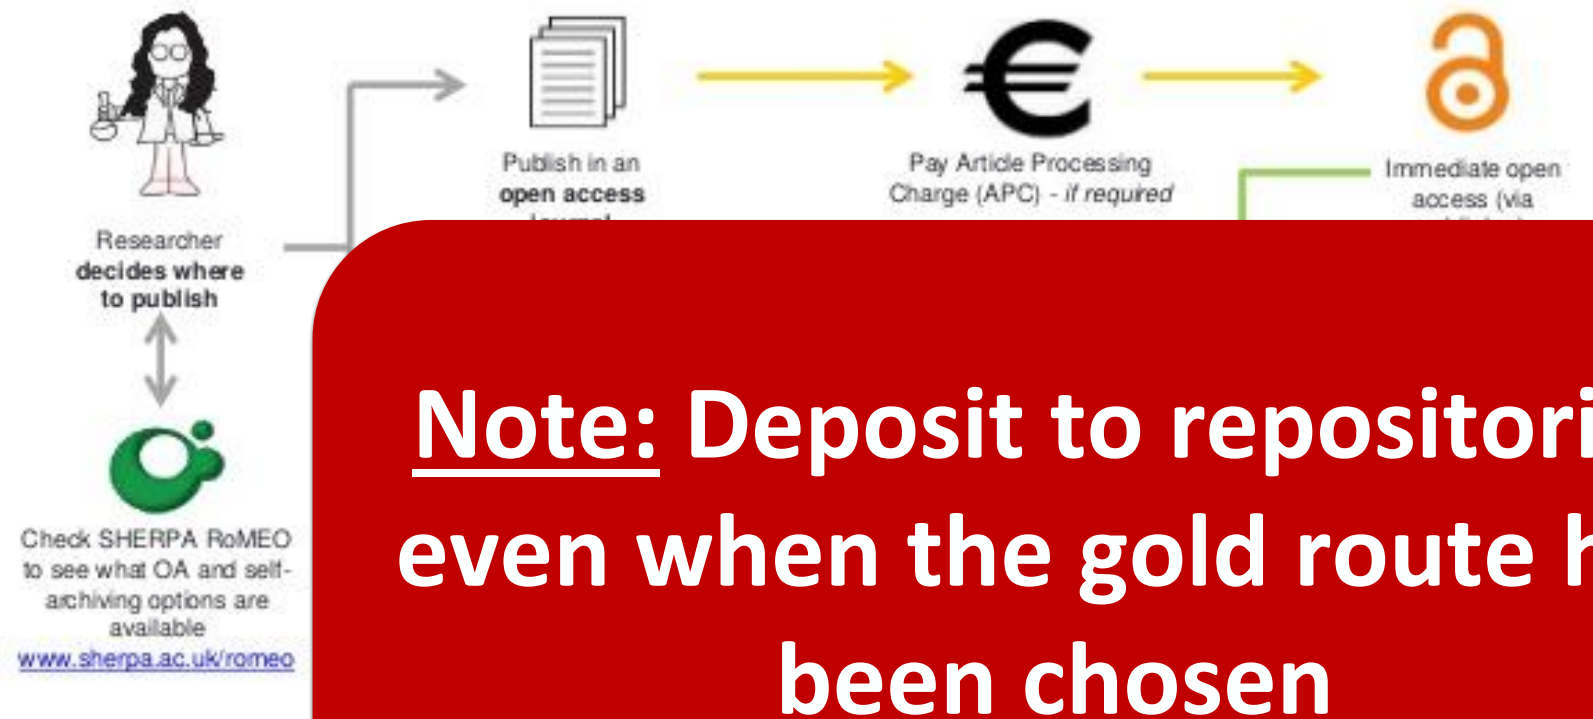 Publish in an
open access
Pay Article Processing
Charge (APC) - if required
Immediate open
access (via
Researcher
decides where
to publish
Note: Deposit to repositori
even when the gold route h
been chosen
Check SHERPA RoMEO
to see what OA and self-
archiving options are
available
www.sherpa.ac.uk/romeo